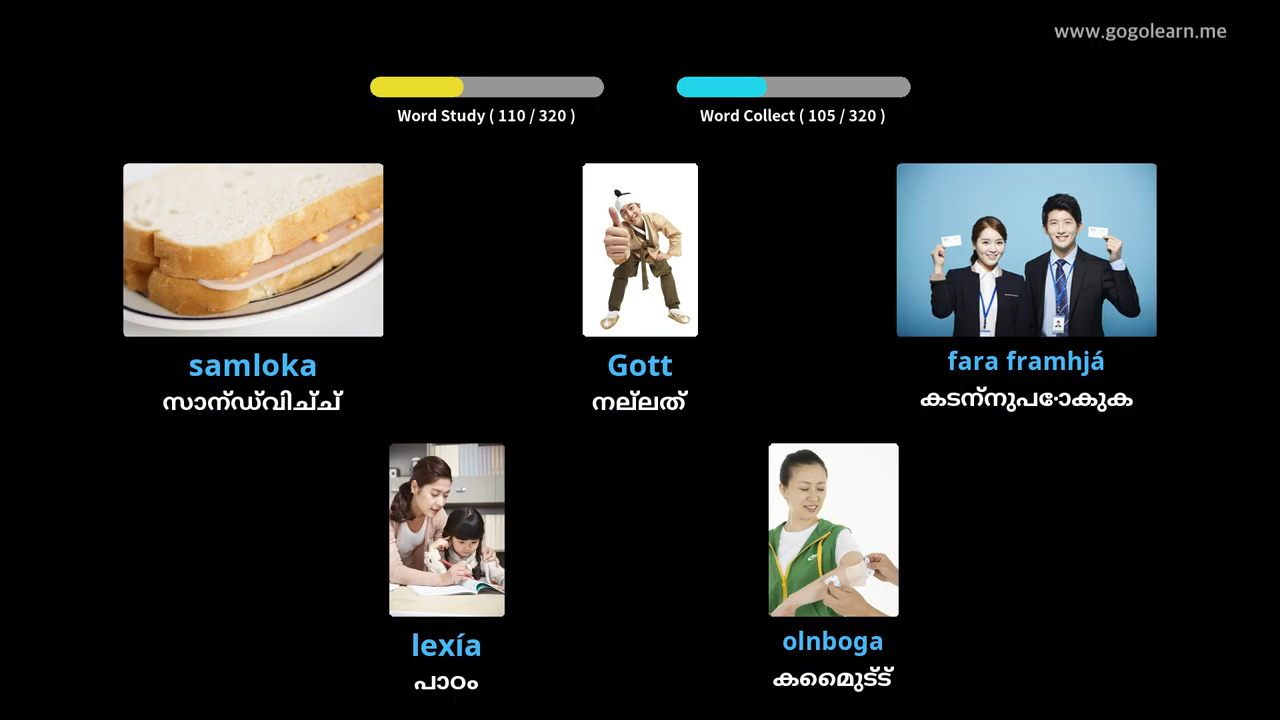 www.gogolearn.me
Word Study ( 110 / 320 )
Word Collect ( 105 / 320 )
samloka
സാന്ഡ്വിച്ച്
Gott
നല്ലത്
fara framhjá
കടന്നുപോകുക
lexía
പാഠം
olnboga
കൈമുട്ട്